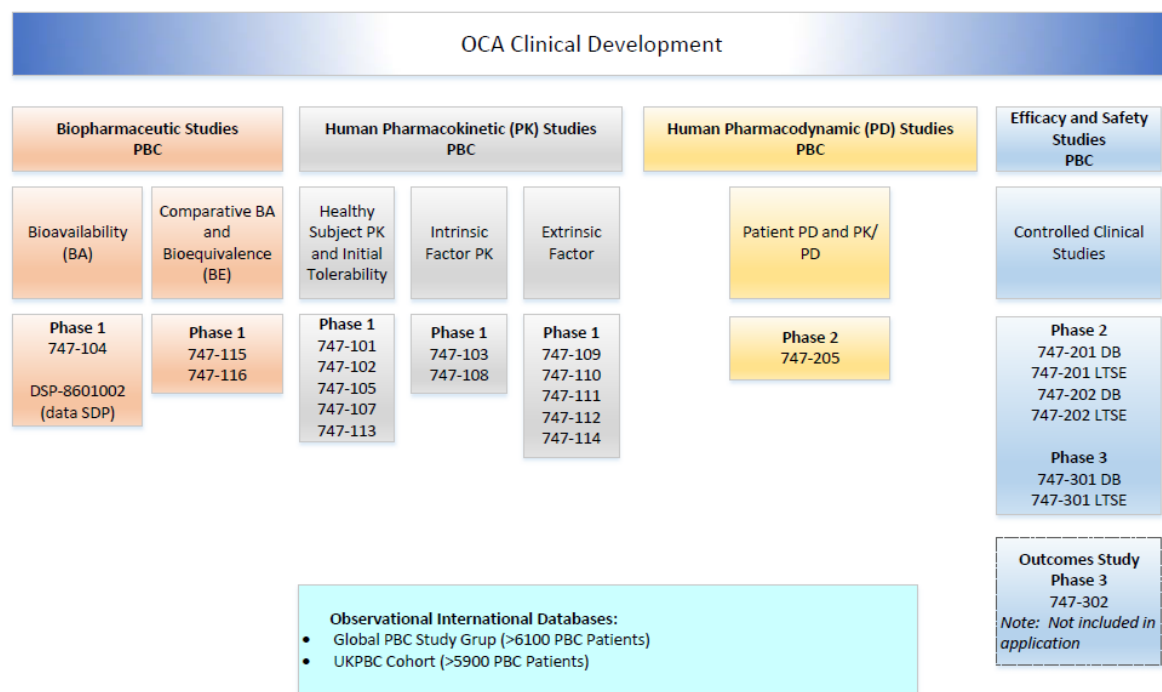 OCA Clinical Development
Biopharmaceutic Studies
PBC
Human Pharmacokinetic (PK) Studies
PBC
Human Pharmacodynamic (PD) Studies
PBC
Efficacy and Safety
Studies
PBC
Bioavailability
(BA)
Comparative BA
and
Bioequivalence
(BE)
Healthy
Subject PK
and Initial
Tolerability
Intrinsic
Factor PK
Extrinsic
Factor
Patient PD and PK/
PD
Controlled Clinical
Studies
Phase 1
747-104
DSP-8601002
(data SDP)
Phase 1
747-115
747-116
Phase 1
747-101
747-102
747-105
747-107
747-113
Phase 1
747-103
747-108
Phase 1
747-109
747-110
747-111
747-112
747-114
Phase 2
747-205
Phase 2
747-201 DB
747-201 LTSE
747-202 DB
747-202 LTSE
Phase 3
747-301 DB
747-301 LTSE
Outcomes Study
Phase 3
747-302
Note: Not included in
application
Observational International Databases:
• Global PBC Study Grup (>6100 PBC Patients)
• UKPBC Cohort (>5900 PBC Patients)